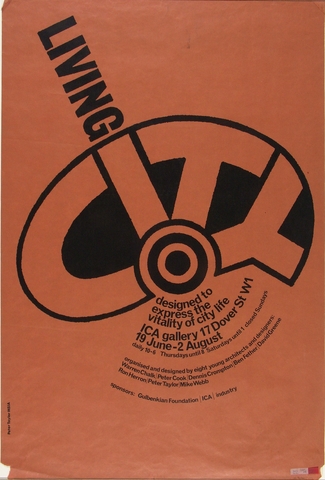 LIVING
CITY
designed to
express the
vitality of city life
ICA gallery 17 Dover St W1
19 June-2 August
daily 10-6 Thursdays until 8 Saturdays until 1 closed Sundays
organised and designed by eight young architects and designers:
Warren Chalk/Peter Cook/Dennis Crompton/Ben Fether/David Greene
Ron Herron/Peter Taylor/Mike Webb
sponsors: Gulbenkian Foundation/ICA/industry